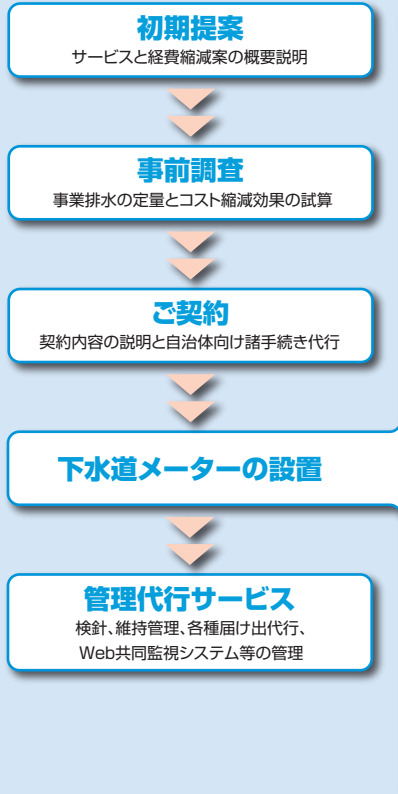 初期提案
サービスと経費縮減案の概要説明
事前調査
事業排水の定量とコスト縮減効果の試算
ご契約
契約内容の説明と自治体向け諸手続き代行
下水道メーターの設置
管理代行サービス
検針、維持管理、各種届け出代行、
Web共同監視システム等の管理